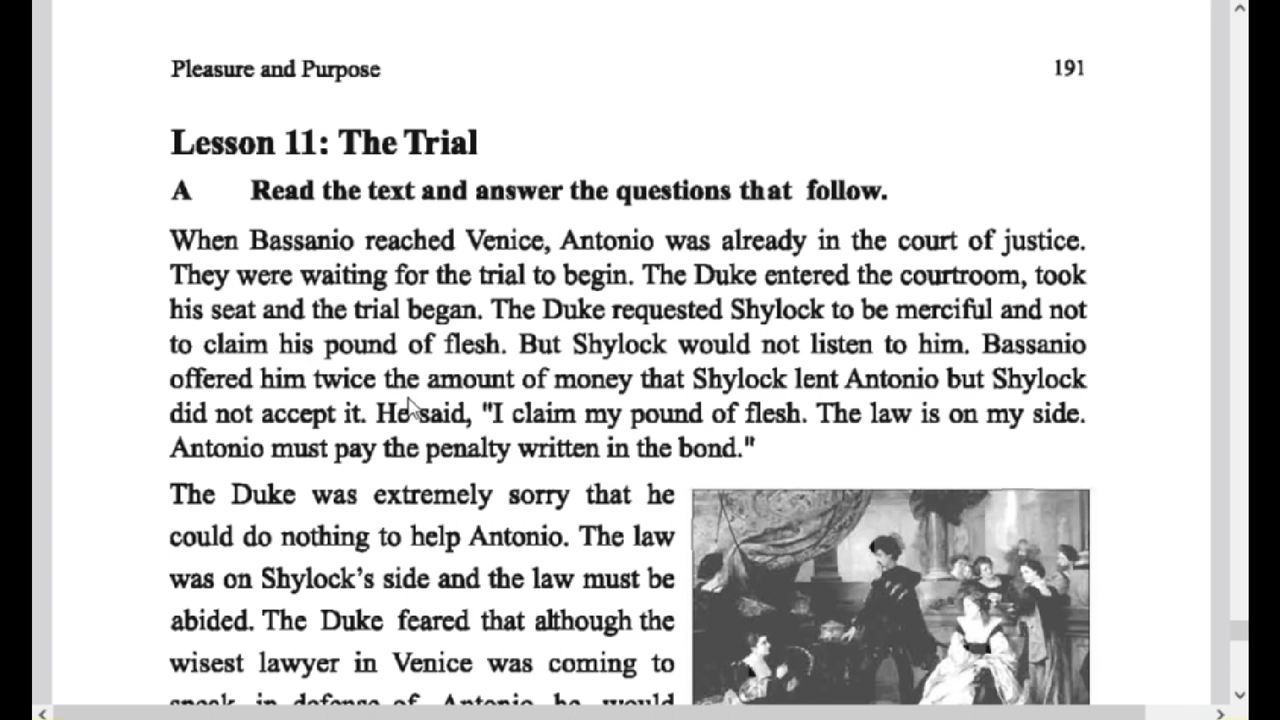 Pleasure and Purpose 191
Lesson 11: The Trial
A Read the text and answer the questions that follow.
When Bassanio reached Venice, Antonio was already in the court of justice.
They were waiting for the trial to begin. The Duke entered the courtroom, took
his seat and the trial began. The Duke requested Shylock to be merciful and not
to claim his pound of flesh. But Shylock would not listen to him. Bassanio
offered him twice the amount of money that Shylock lent Antonio but Shylock
did not accept it. He said, "I claim my pound of flesh. The law is on my side.
Antonio must pay the penalty written in the bond."
The Duke was extremely sorry that he
could do nothing to help Antonio. The law
was on Shylock’s side and the law must be
abided. The Duke feared that although the
wisest lawyer in Venice was coming to
speak in defense of Antonio he would